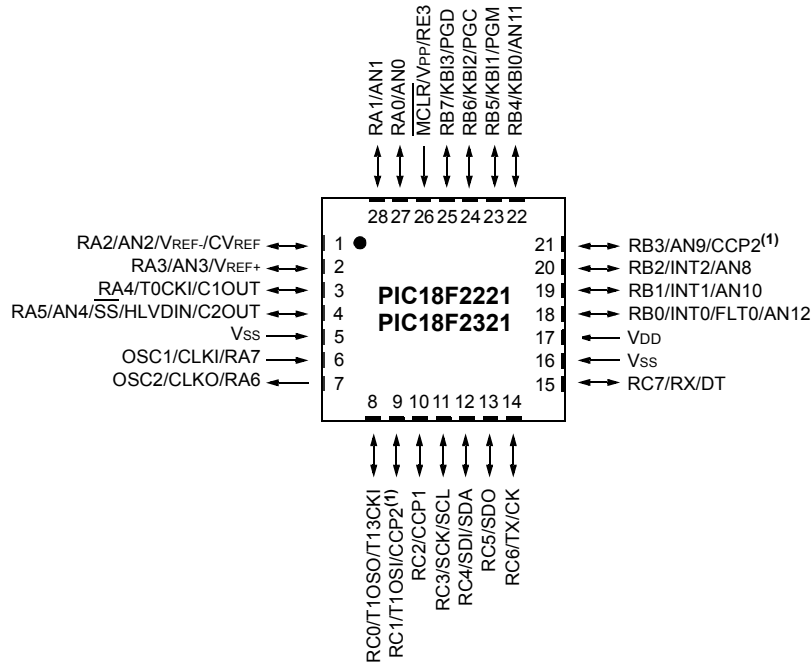 RA1/AN1
RA0/AN0
MCLR/VPP/RE3
RB7/KBI3/PGD
RB6/KBI2/PGC
RB5/KBI1/PGM
RB4/KBI0/AN11
28 27 26 25 24 23 22
RA2/AN2/VREF-/CVREF 1
RA3/AN3/VREF+ 2
RA4/T0CKI/C1OUT 3
RA5/AN4/SS/HLVDIN/C2OUT 4
VSS 5
OSC1/CLKI/RA7 6
OSC2/CLKO/RA6 7
PIC18F2221
PIC18F2321
21 RB3/AN9/CCP2(1)
20 RB2/INT2/AN8
19 RB1/INT1/AN10
18 RB0/INT0/FLT0/AN12
17 VDD
16 VSS
15 RC7/RX/DT
8 9 10 11 12 13 14
RC0/T1OSO/T13CKI
RC1/T1OSI/CCP2(1)
RC2/CCP1
RC3/SCK/SCL
RC4/SDI/SDA
RC5/SDO
RC6/TX/CK